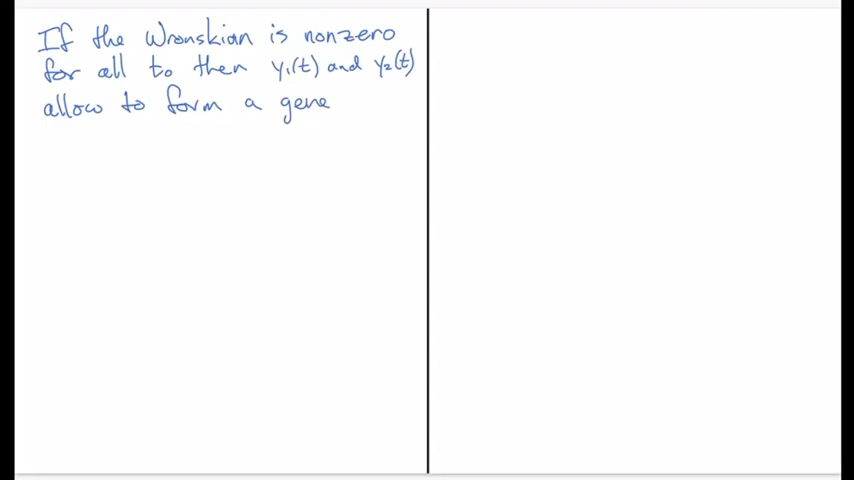 If the Wronskian is nonzero
for all to then y₁(t) and y₂(t)
allow to form a gene